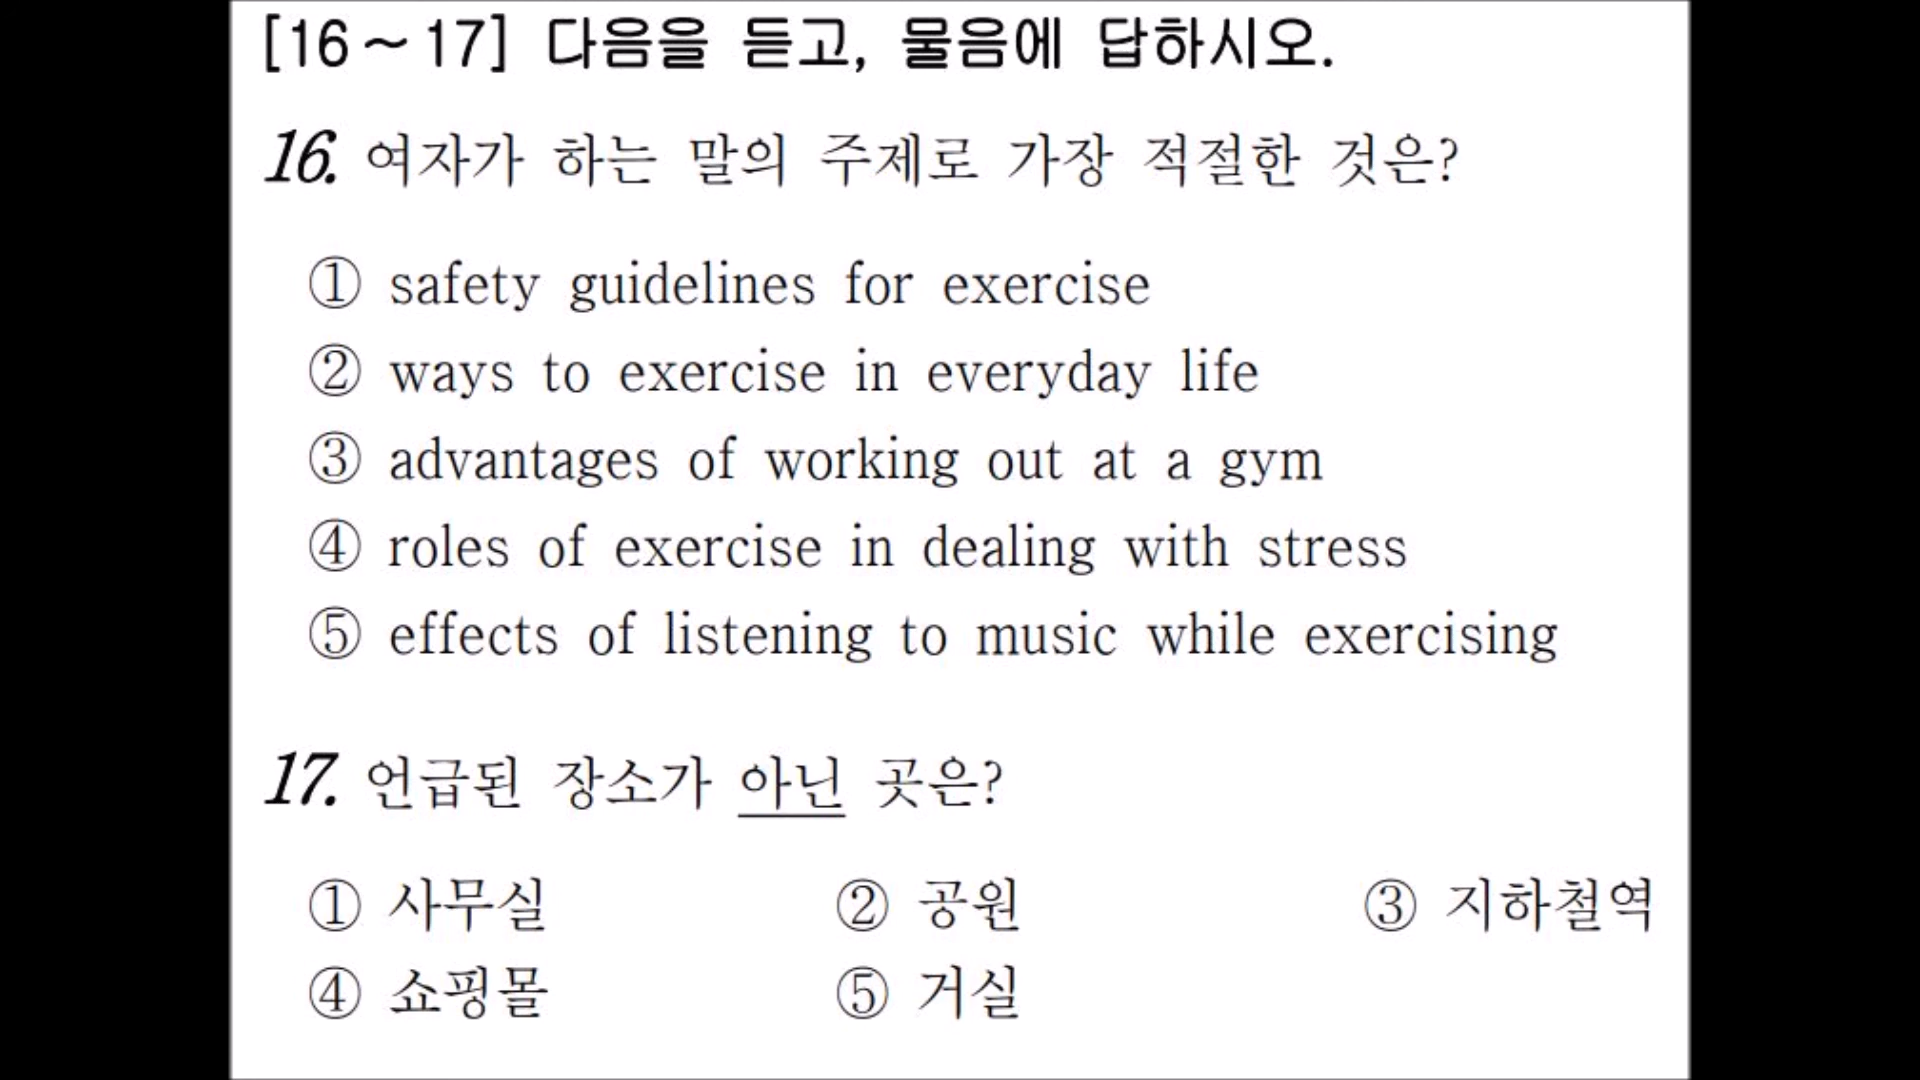 [16～17] 다음을 듣고, 물음에 답하시오.
16. 여자가 하는 말의 주제로 가장 적절한 것은?
① safety guidelines for exercise
② ways to exercise in everyday life
③ advantages of working out at a gym
④ roles of exercise in dealing with stress
⑤ effects of listening to music while exercising
17. 언급된 장소가 아닌 곳은?
① 사무실 ② 공원 ③ 지하철역
④ 쇼핑몰 ⑤ 거실